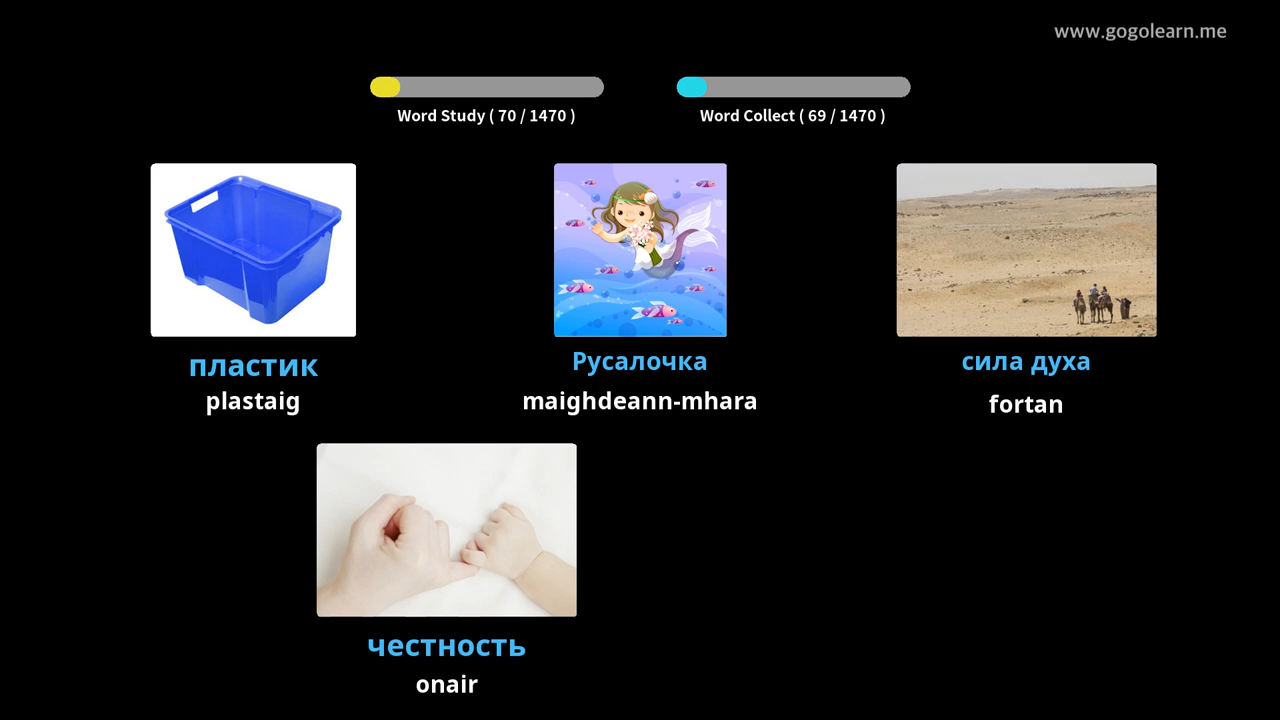 www.gogolearn.me
Word Study ( 70 / 1470 )
Word Collect ( 69 / 1470 )
пластик
plastaig
Русалочка
maighdeann-mhara
сила духа
fortan
честность
onair